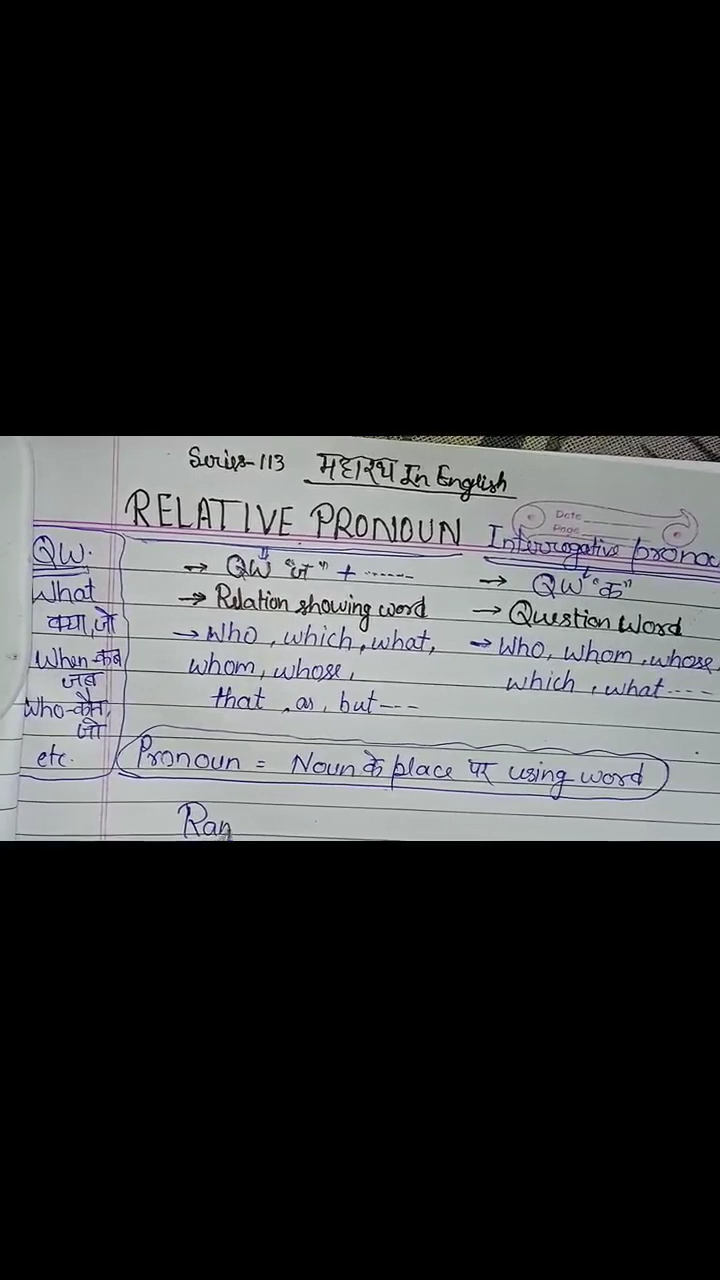 Series-113 महारथ In English
RELATIVE PRONOUN
→ QW "ज" + ------
→ Relation showing word
→ Who, which, what,
whom, whose,
that, as, but---
Date
Page
Interrogative prono
→ QW "क"
→ Question Word
→ Who, whom, whose,
which, what----
QW.
What
क्या, जो
When-कब
जब
Who-कौन,
जो
etc.
Pronoun = Noun के place पर using word
Ram